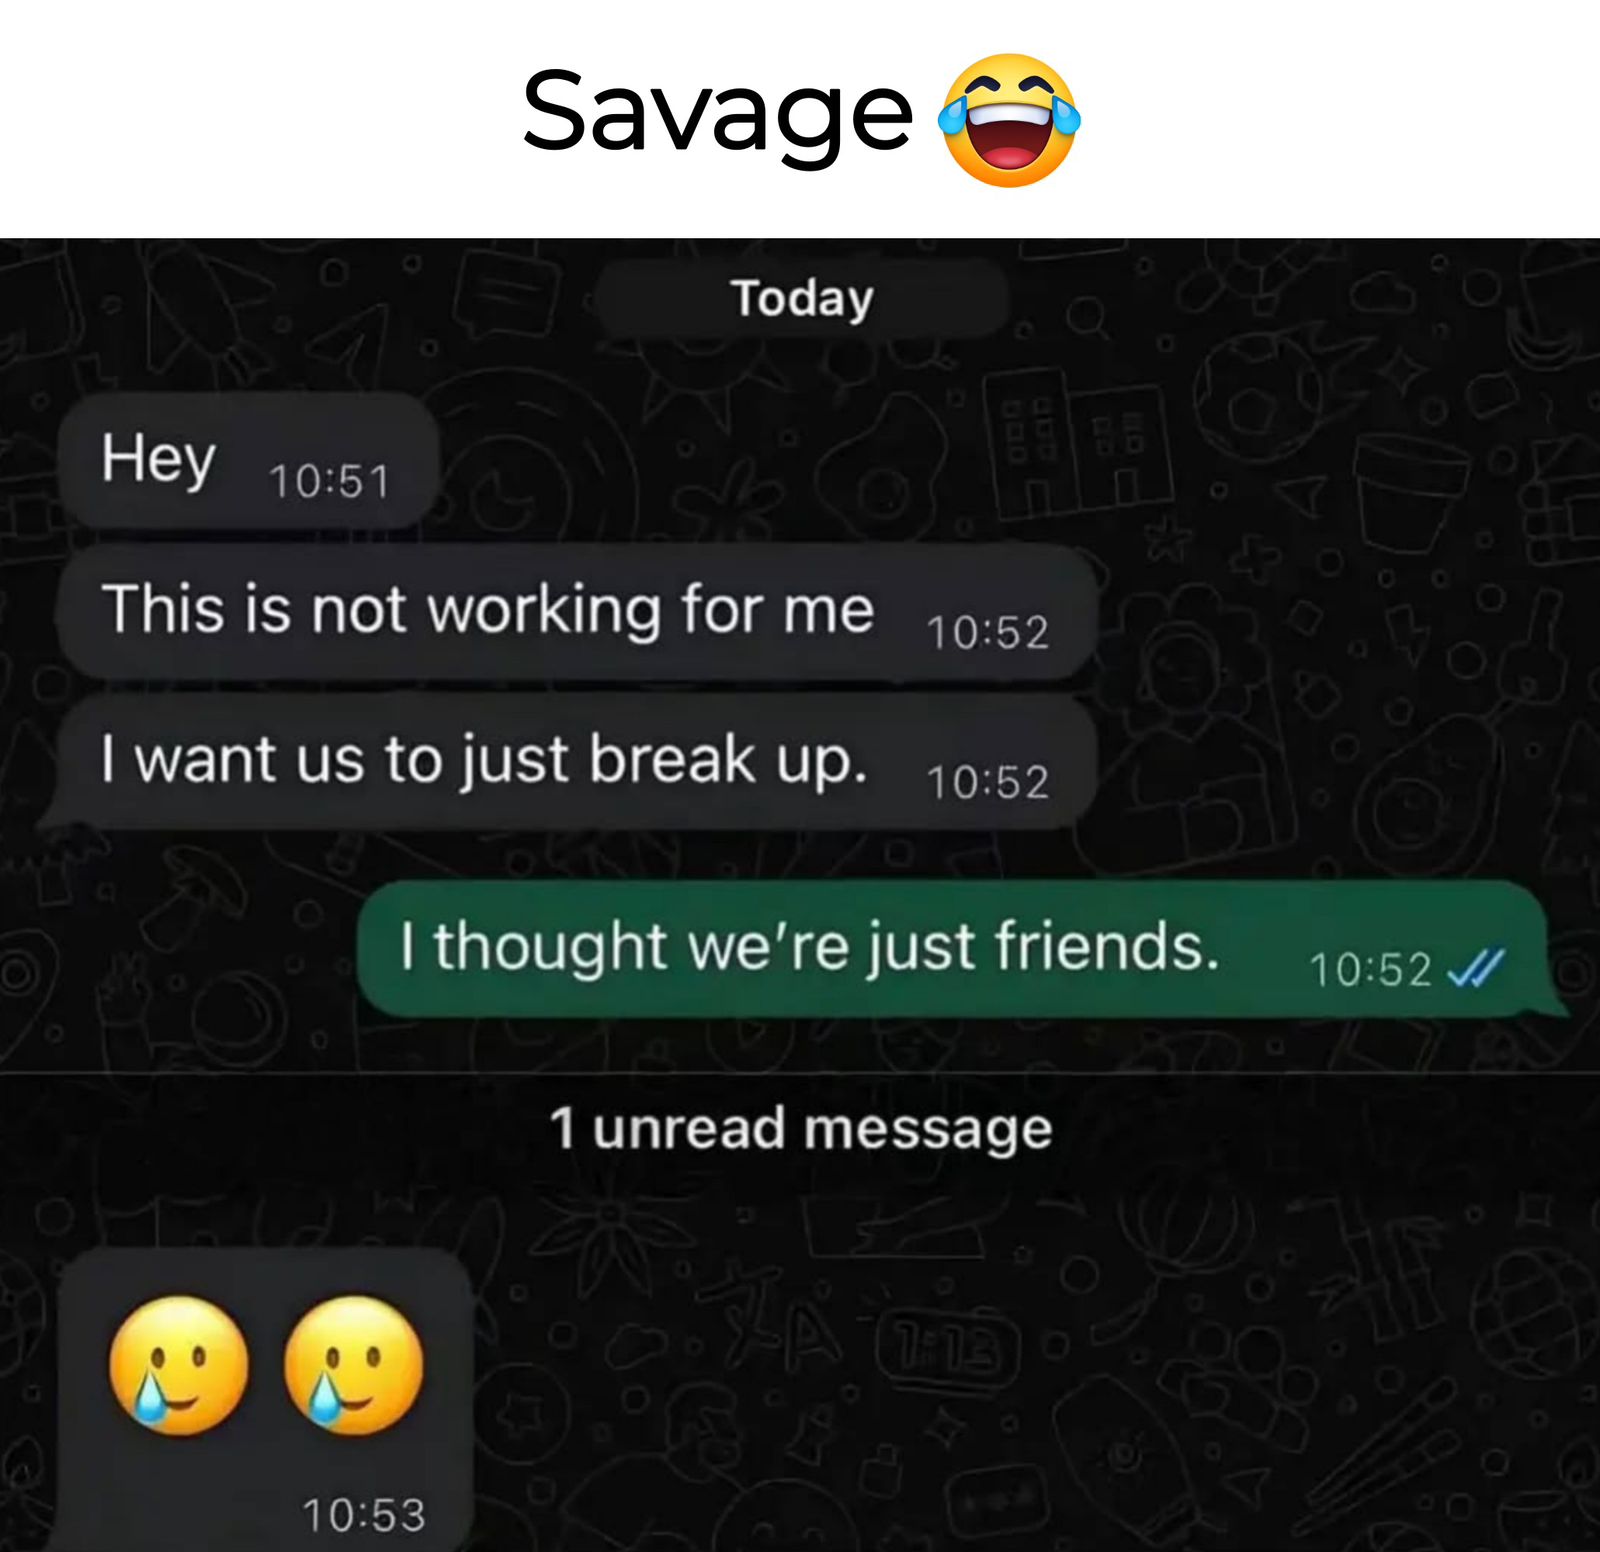 Savage 😂
Today
Hey 10:51
This is not working for me 10:52
I want us to just break up. 10:52
I thought we’re just friends. 10:52
1 unread message
🥲 🥲
10:53